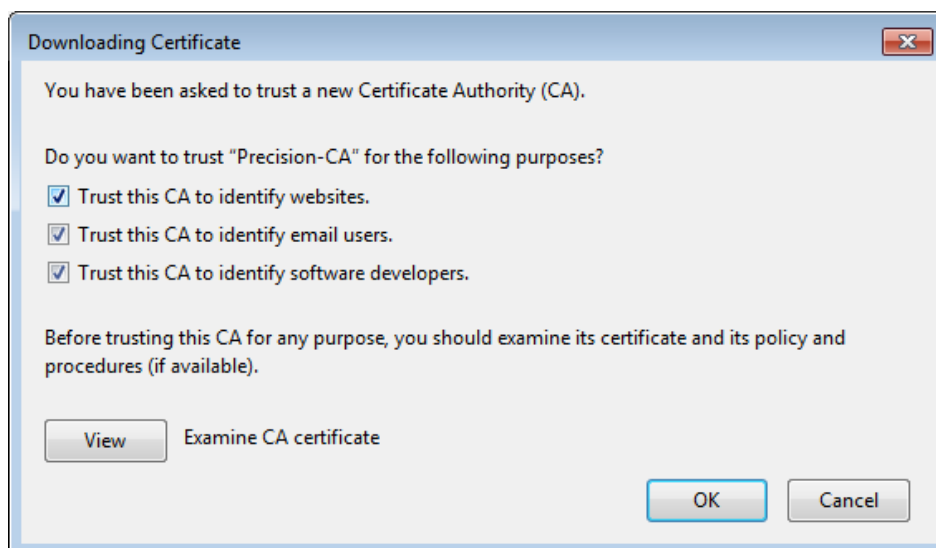 Downloading Certificate
You have been asked to trust a new Certificate Authority (CA).
Do you want to trust “Precision-CA” for the following purposes?
Trust this CA to identify websites.
Trust this CA to identify email users.
Trust this CA to identify software developers.
Before trusting this CA for any purpose, you should examine its certificate and its policy and
procedures (if available).
View Examine CA certificate
OK Cancel